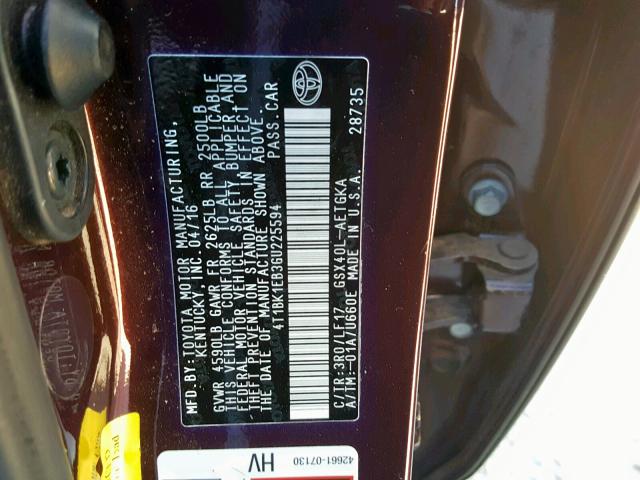 MFD.BY:TOYOTA MOTOR MANUFACTURING,
KENTUCKY,INC. 04/16
GVWR 4590LB GAWR FR 2625LB RR 2500LB
THIS VEHICLE CONFORMS TO ALL APPLICABLE
FEDERAL MOTOR VEHICLE SAFETY,BUMPER,AND
THEFT PREVENTION STANDARDS IN EFFECT ON
THE DATE OF MANUFACTURE SHOWN ABOVE.
4T1BK1EB3GU225594 PASS.CAR
C/TR:3R0/LF17 GSX40L-AETGKA
A/TM:-01A/U660E MADE IN U.S.A. 28735
42661-07130
HV